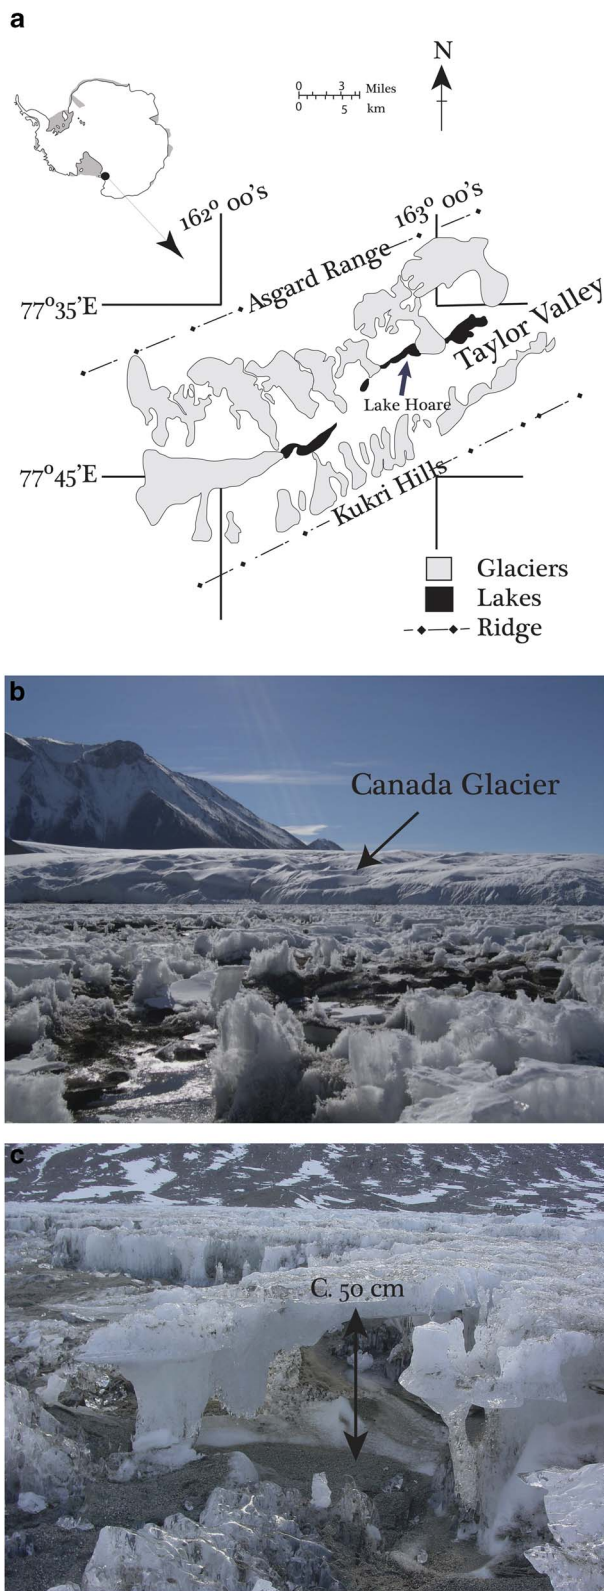 a
N
0 3 Miles
0 5 km
162° 00's
163° 00's
Asgard Range
77°35'E
Taylor Valley
Lake Hoare
77°45'E
Kukri Hills
Glaciers
Lakes
Ridge
b
Canada Glacier
c
C. 50 cm